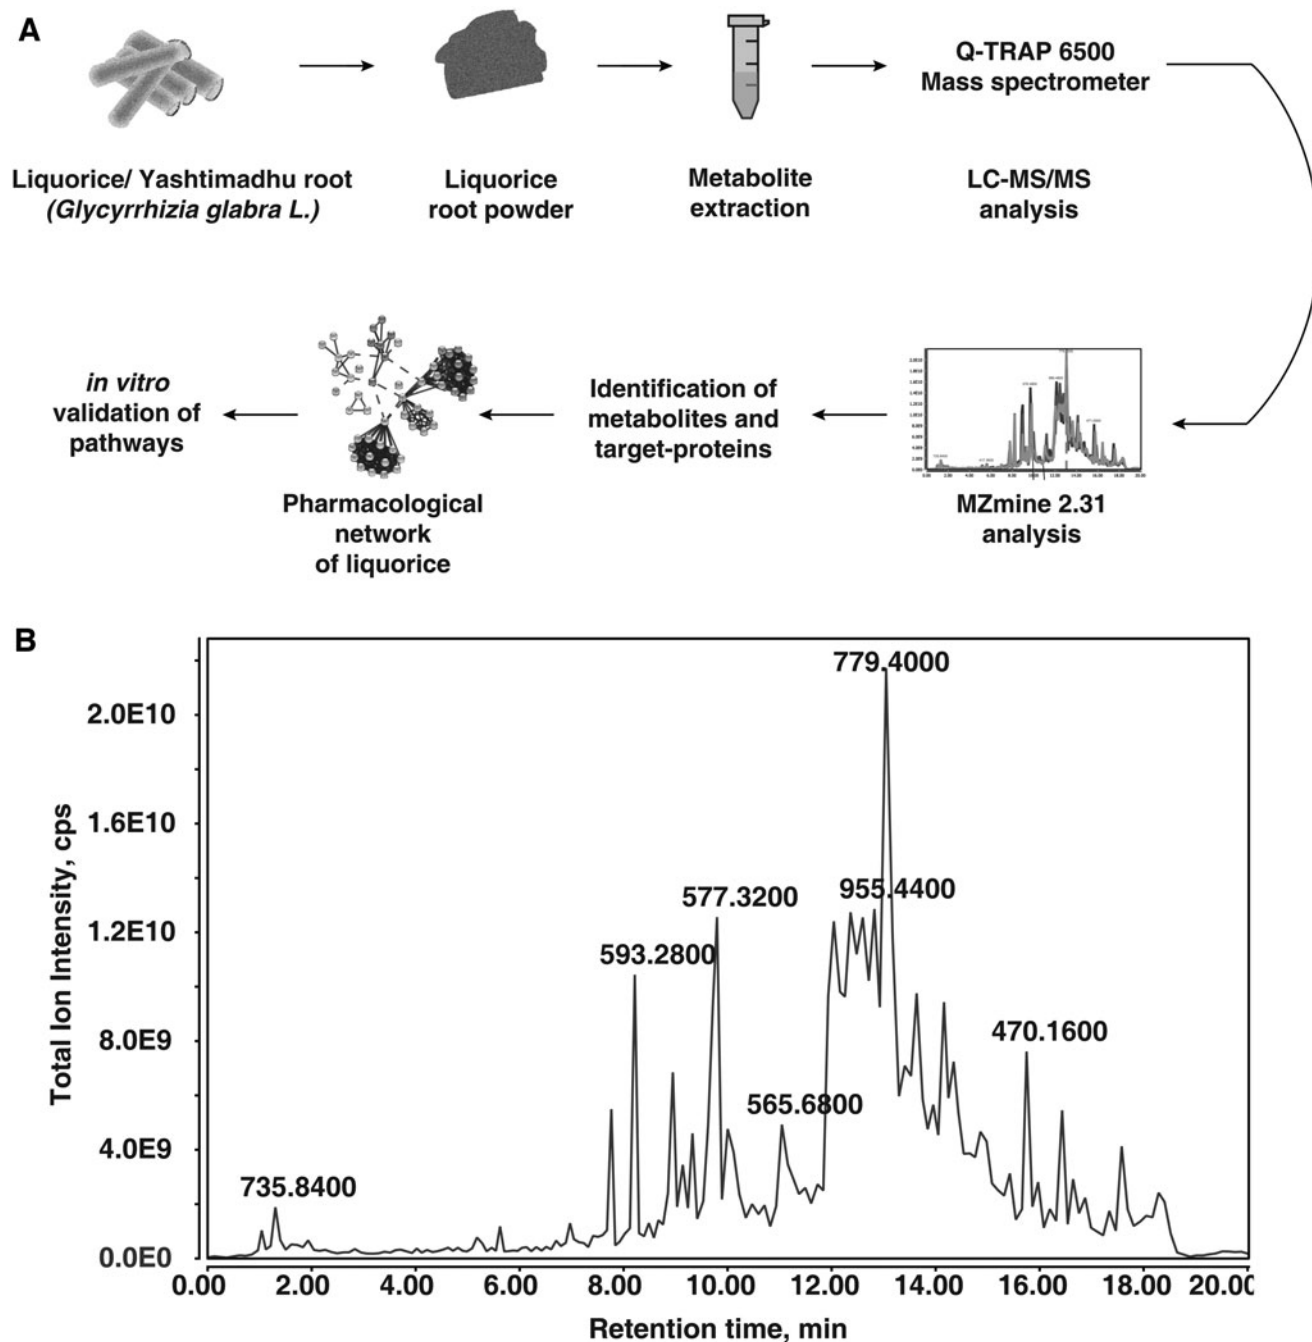 A
Q-TRAP 6500
Mass spectrometer
Liquorice/ Yashtimadhu root
(Glycyrrhizia glabra L.)
Liquorice
root powder
Metabolite
extraction
LC-MS/MS
analysis
in vitro
validation of
pathways
Pharmacological
network
of liquorice
Identification of
metabolites and
target-proteins
MZmine 2.31
analysis
B
Total Ion Intensity, cps
2.0E10
1.6E10
1.2E10
8.0E9
4.0E9
0.0E0
735.8400
593.2800
577.3200
565.6800
955.4400
779.4000
470.1600
0.00 2.00 4.00 6.00 8.00 10.00 12.00 14.00 16.00 18.00 20.00
Retention time, min